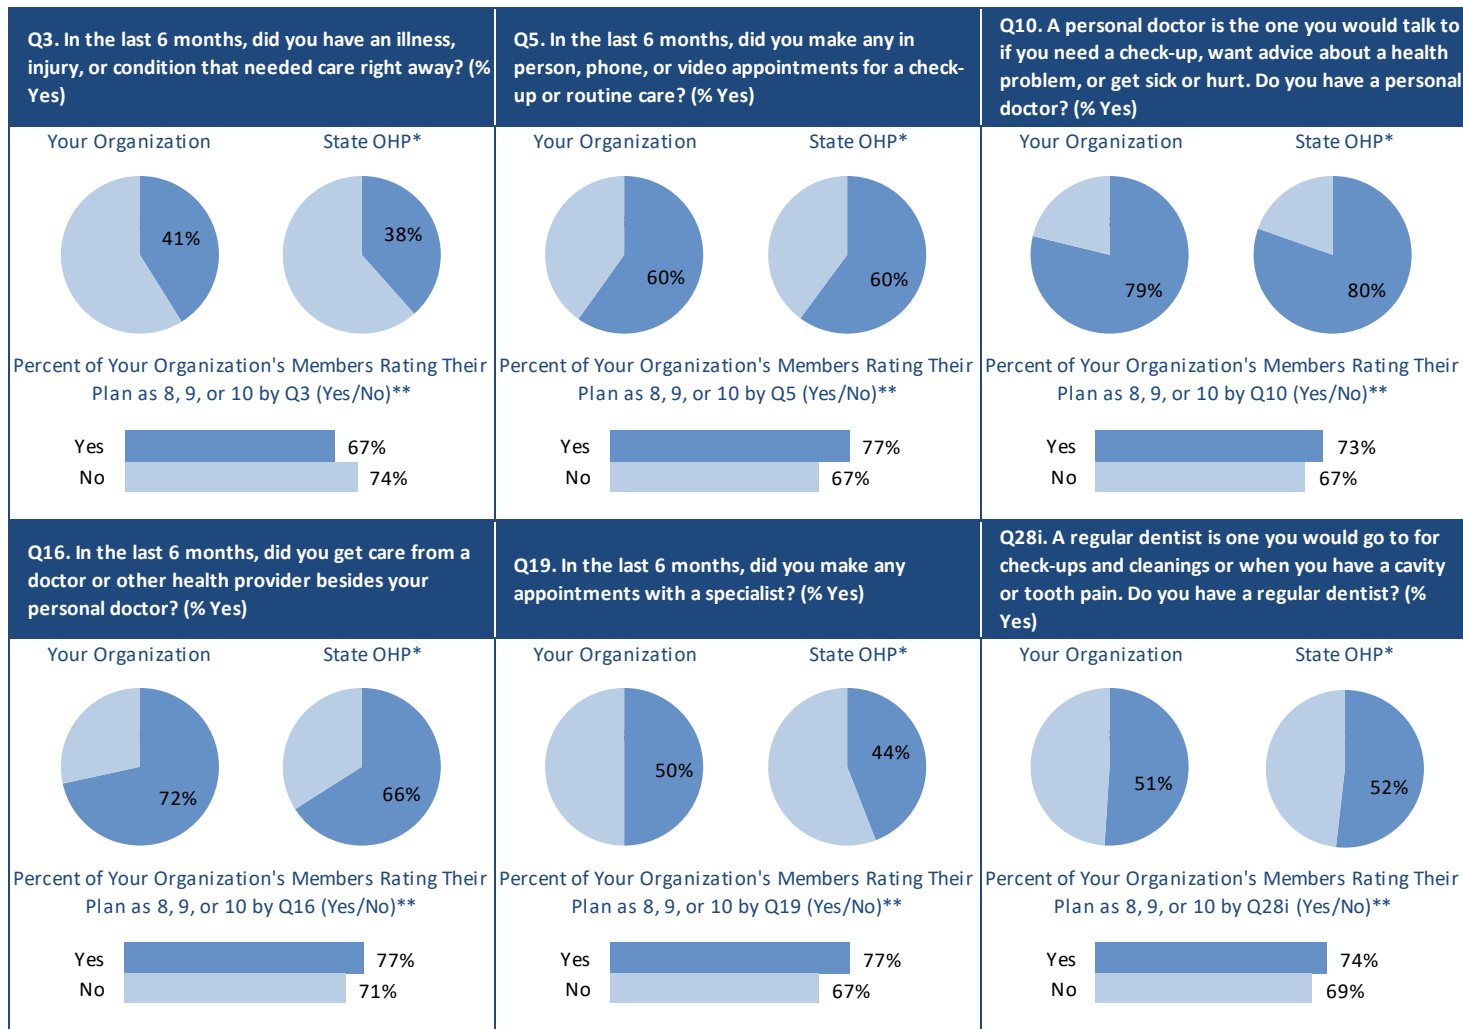 Q3. In the last 6 months, did you have an illness,
injury, or condition that needed care right away? (%
Yes)
Your Organization
State OHP*
41%
38%
Percent of Your Organization's Members Rating Their
Plan as 8, 9, or 10 by Q3 (Yes/No)**
Yes
67%
No
74%
Q5. In the last 6 months, did you make any in
person, phone, or video appointments for a check-
up or routine care? (% Yes)
Your Organization
State OHP*
60%
60%
Percent of Your Organization's Members Rating Their
Plan as 8, 9, or 10 by Q5 (Yes/No)**
Yes
77%
No
67%
Q10. A personal doctor is the one you would talk to
if you need a check-up, want advice about a health
problem, or get sick or hurt. Do you have a personal
doctor? (% Yes)
Your Organization
State OHP*
79%
80%
Percent of Your Organization's Members Rating Their
Plan as 8, 9, or 10 by Q10 (Yes/No)**
Yes
73%
No
67%
Q16. In the last 6 months, did you get care from a
doctor or other health provider besides your
personal doctor? (% Yes)
Your Organization
State OHP*
72%
66%
Percent of Your Organization's Members Rating Their
Plan as 8, 9, or 10 by Q16 (Yes/No)**
Yes
77%
No
71%
Q19. In the last 6 months, did you make any
appointments with a specialist? (% Yes)
Your Organization
State OHP*
50%
44%
Percent of Your Organization's Members Rating Their
Plan as 8, 9, or 10 by Q19 (Yes/No)**
Yes
77%
No
67%
Q28i. A regular dentist is one you would go to for
check-ups and cleanings or when you have a cavity
or tooth pain. Do you have a regular dentist? (%
Yes)
Your Organization
State OHP*
51%
52%
Percent of Your Organization's Members Rating Their
Plan as 8, 9, or 10 by Q28i (Yes/No)**
Yes
74%
No
69%